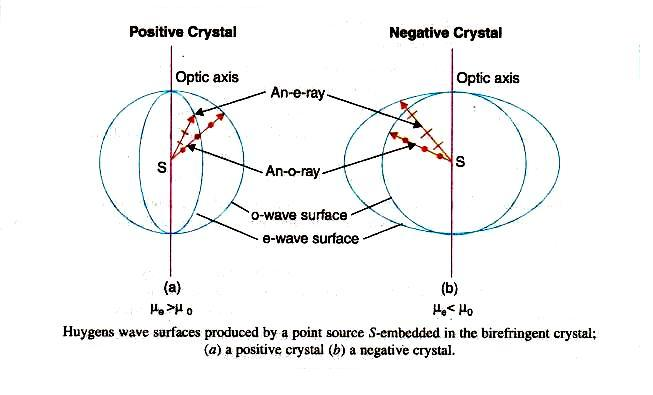 Positive Crystal
Negative Crystal
Optic axis
Optic axis
An-e-ray
S
S
An-o-ray
o-wave surface
e-wave surface
(a)
(b)
μe >μ o
μe< μo
Huygens wave surfaces produced by a point source S-embedded in the birefringent crystal;
(a) a positive crystal (b) a negative crystal.